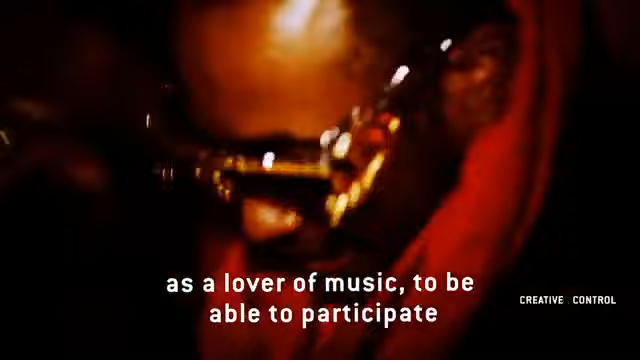 as a lover of music, to be
able to participate
CREATIVE CONTROL